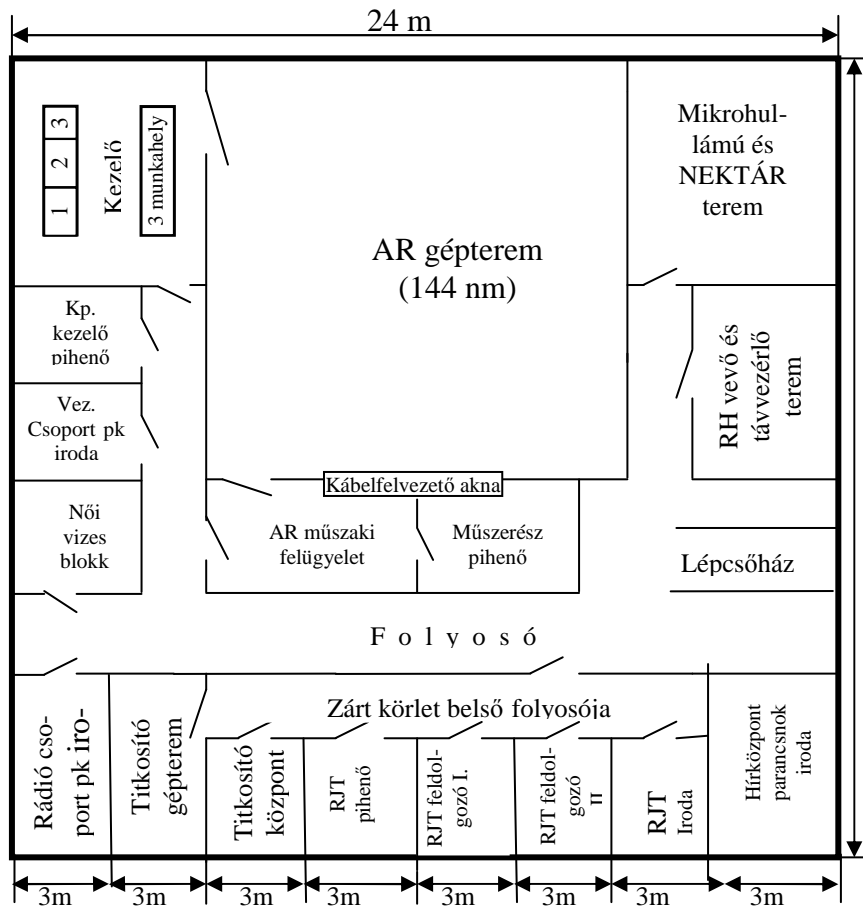 24 m
1 2 3
Kezelő
3 munkahely
AR gépterem
(144 nm)
Mikrohul-
lámú és
NEKTÁR
terem
Kp.
kezelő
pihenő
Vez.
Csoport pk
iroda
Női
vizes
blokk
RH vevő és
távvezérlő
terem
Kábelfelvezető akna
AR műszaki
felügyelet
Műszerész
pihenő
Lépcsőház
F o l y o s ó
Zárt körlet belső folyosója
Rádió cso-
port pk iro-
Titkosító
gépterem
Titkosító
központ
RJT
pihenő
RJT feldol-
gozó I.
RJT feldol-
gozó
II
RJT
Iroda
Hírközpont
parancsnok
iroda
3m 3m 3m 3m 3m 3m 3m 3m